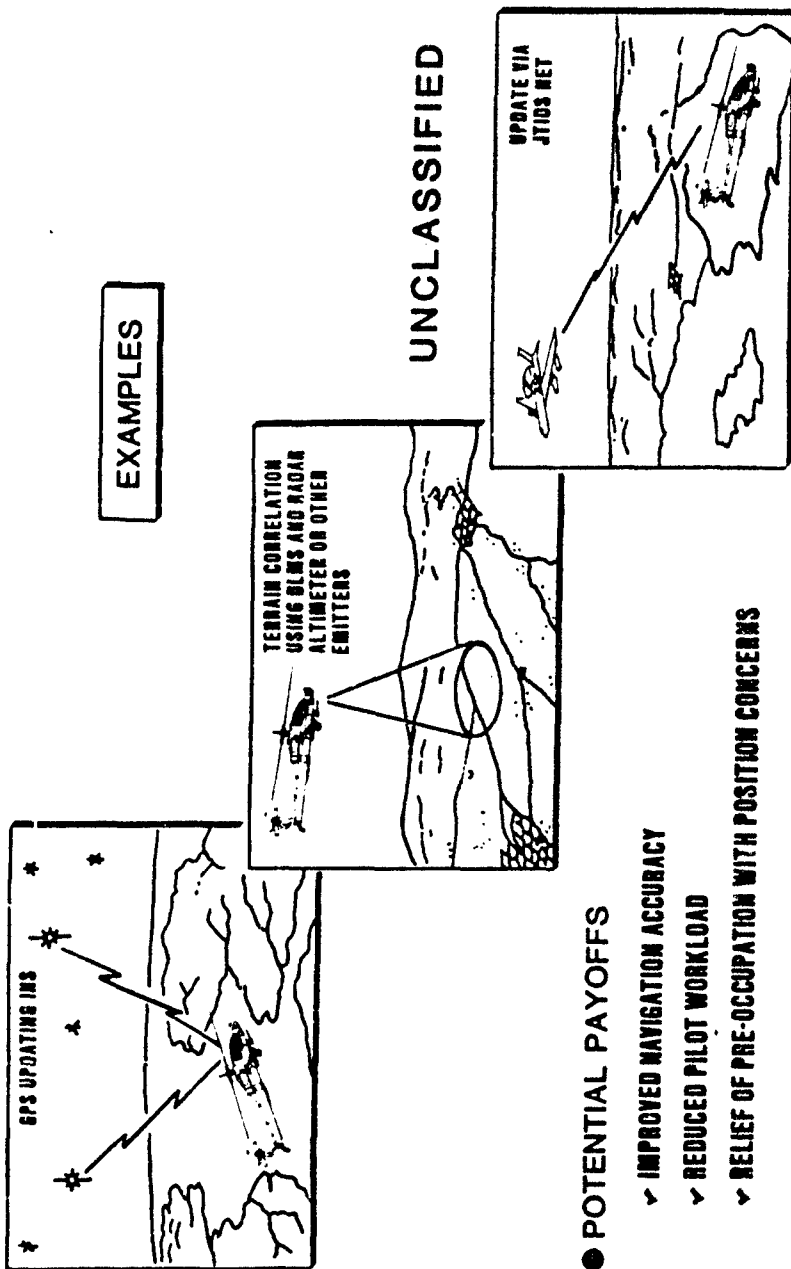 EXAMPLES
GPS UPDATING INS
TERRAIN CORRELATION
USING DLMS AND RADAR
ALTIMETER OR OTHER
EMITTERS
UNCLASSIFIED
UPDATE VIA
JTIDS NET
● POTENTIAL PAYOFFS
✓ IMPROVED NAVIGATION ACCURACY
✓ REDUCED PILOT WORKLOAD
✓ RELIEF OF PRE-OCCUPATION WITH POSITION CONCERNS